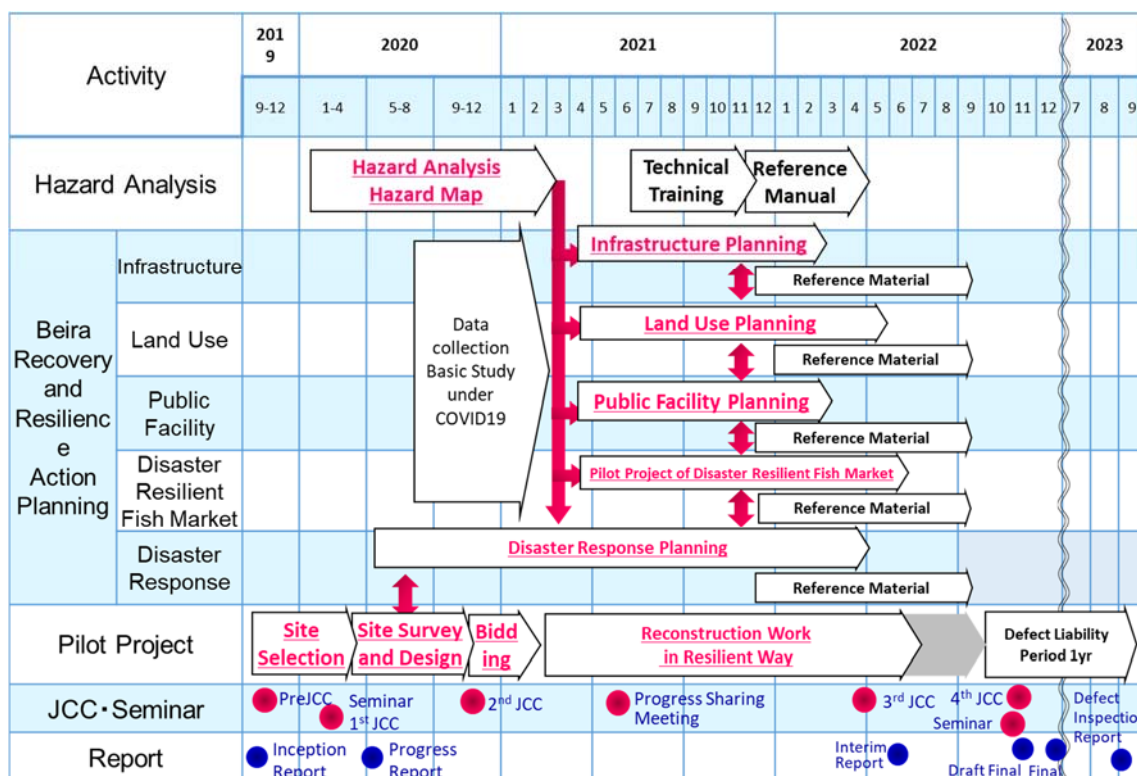 Activity
201
9
2020
2021
2022
2023
9-12
1-4
5-8
9-12
1
2
3
4
5
6
7
8
9
10
11
12
1
2
3
4
5
6
7
8
9
10
11
12
7
8
9
Hazard Analysis
Hazard Analysis
Hazard Map
Technical
Training
Reference
Manual
Beira
Recovery
and
Resilienc
e
Action
Planning
Infrastructure
Infrastructure Planning
Reference Material
Data
collection
Basic Study
under
COVID19
Land Use
Land Use Planning
Reference Material
Public
Facility
Public Facility Planning
Reference Material
Disaster
Resilient
Fish Market
Pilot Project of Disaster Resilient Fish Market
Reference Material
Disaster
Response
Disaster Response Planning
Reference Material
Pilot Project
Site
Selection
Site Survey
and Design
Bidd
ing
Reconstruction Work
in Resilient Way
Defect Liability
Period 1yr
JCC・Seminar
PreJCC
Seminar
1st JCC
2nd JCC
Progress Sharing
Meeting
3rd JCC
4th JCC
Seminar
Defect
Inspection
Report
Report
Inception
Report
Progress
Report
Interim
Report
Draft Final
Final